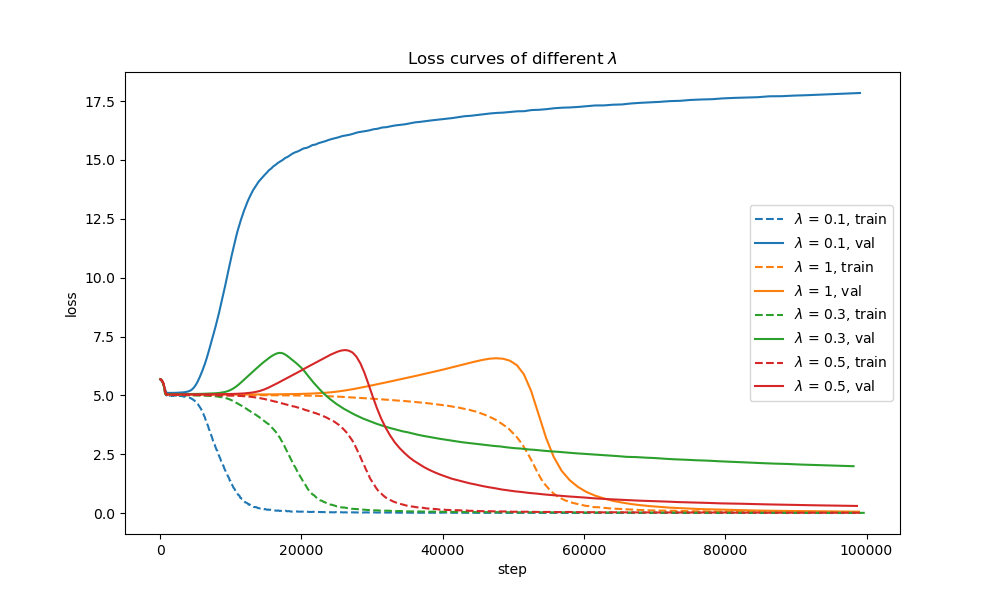 Loss curves of different λ
loss
17.5
15.0
12.5
10.0
7.5
5.0
2.5
0.0
λ = 0.1, train
λ = 0.1, val
λ = 1, train
λ = 1, val
λ = 0.3, train
λ = 0.3, val
λ = 0.5, train
λ = 0.5, val
0
20000
40000
60000
80000
100000
step